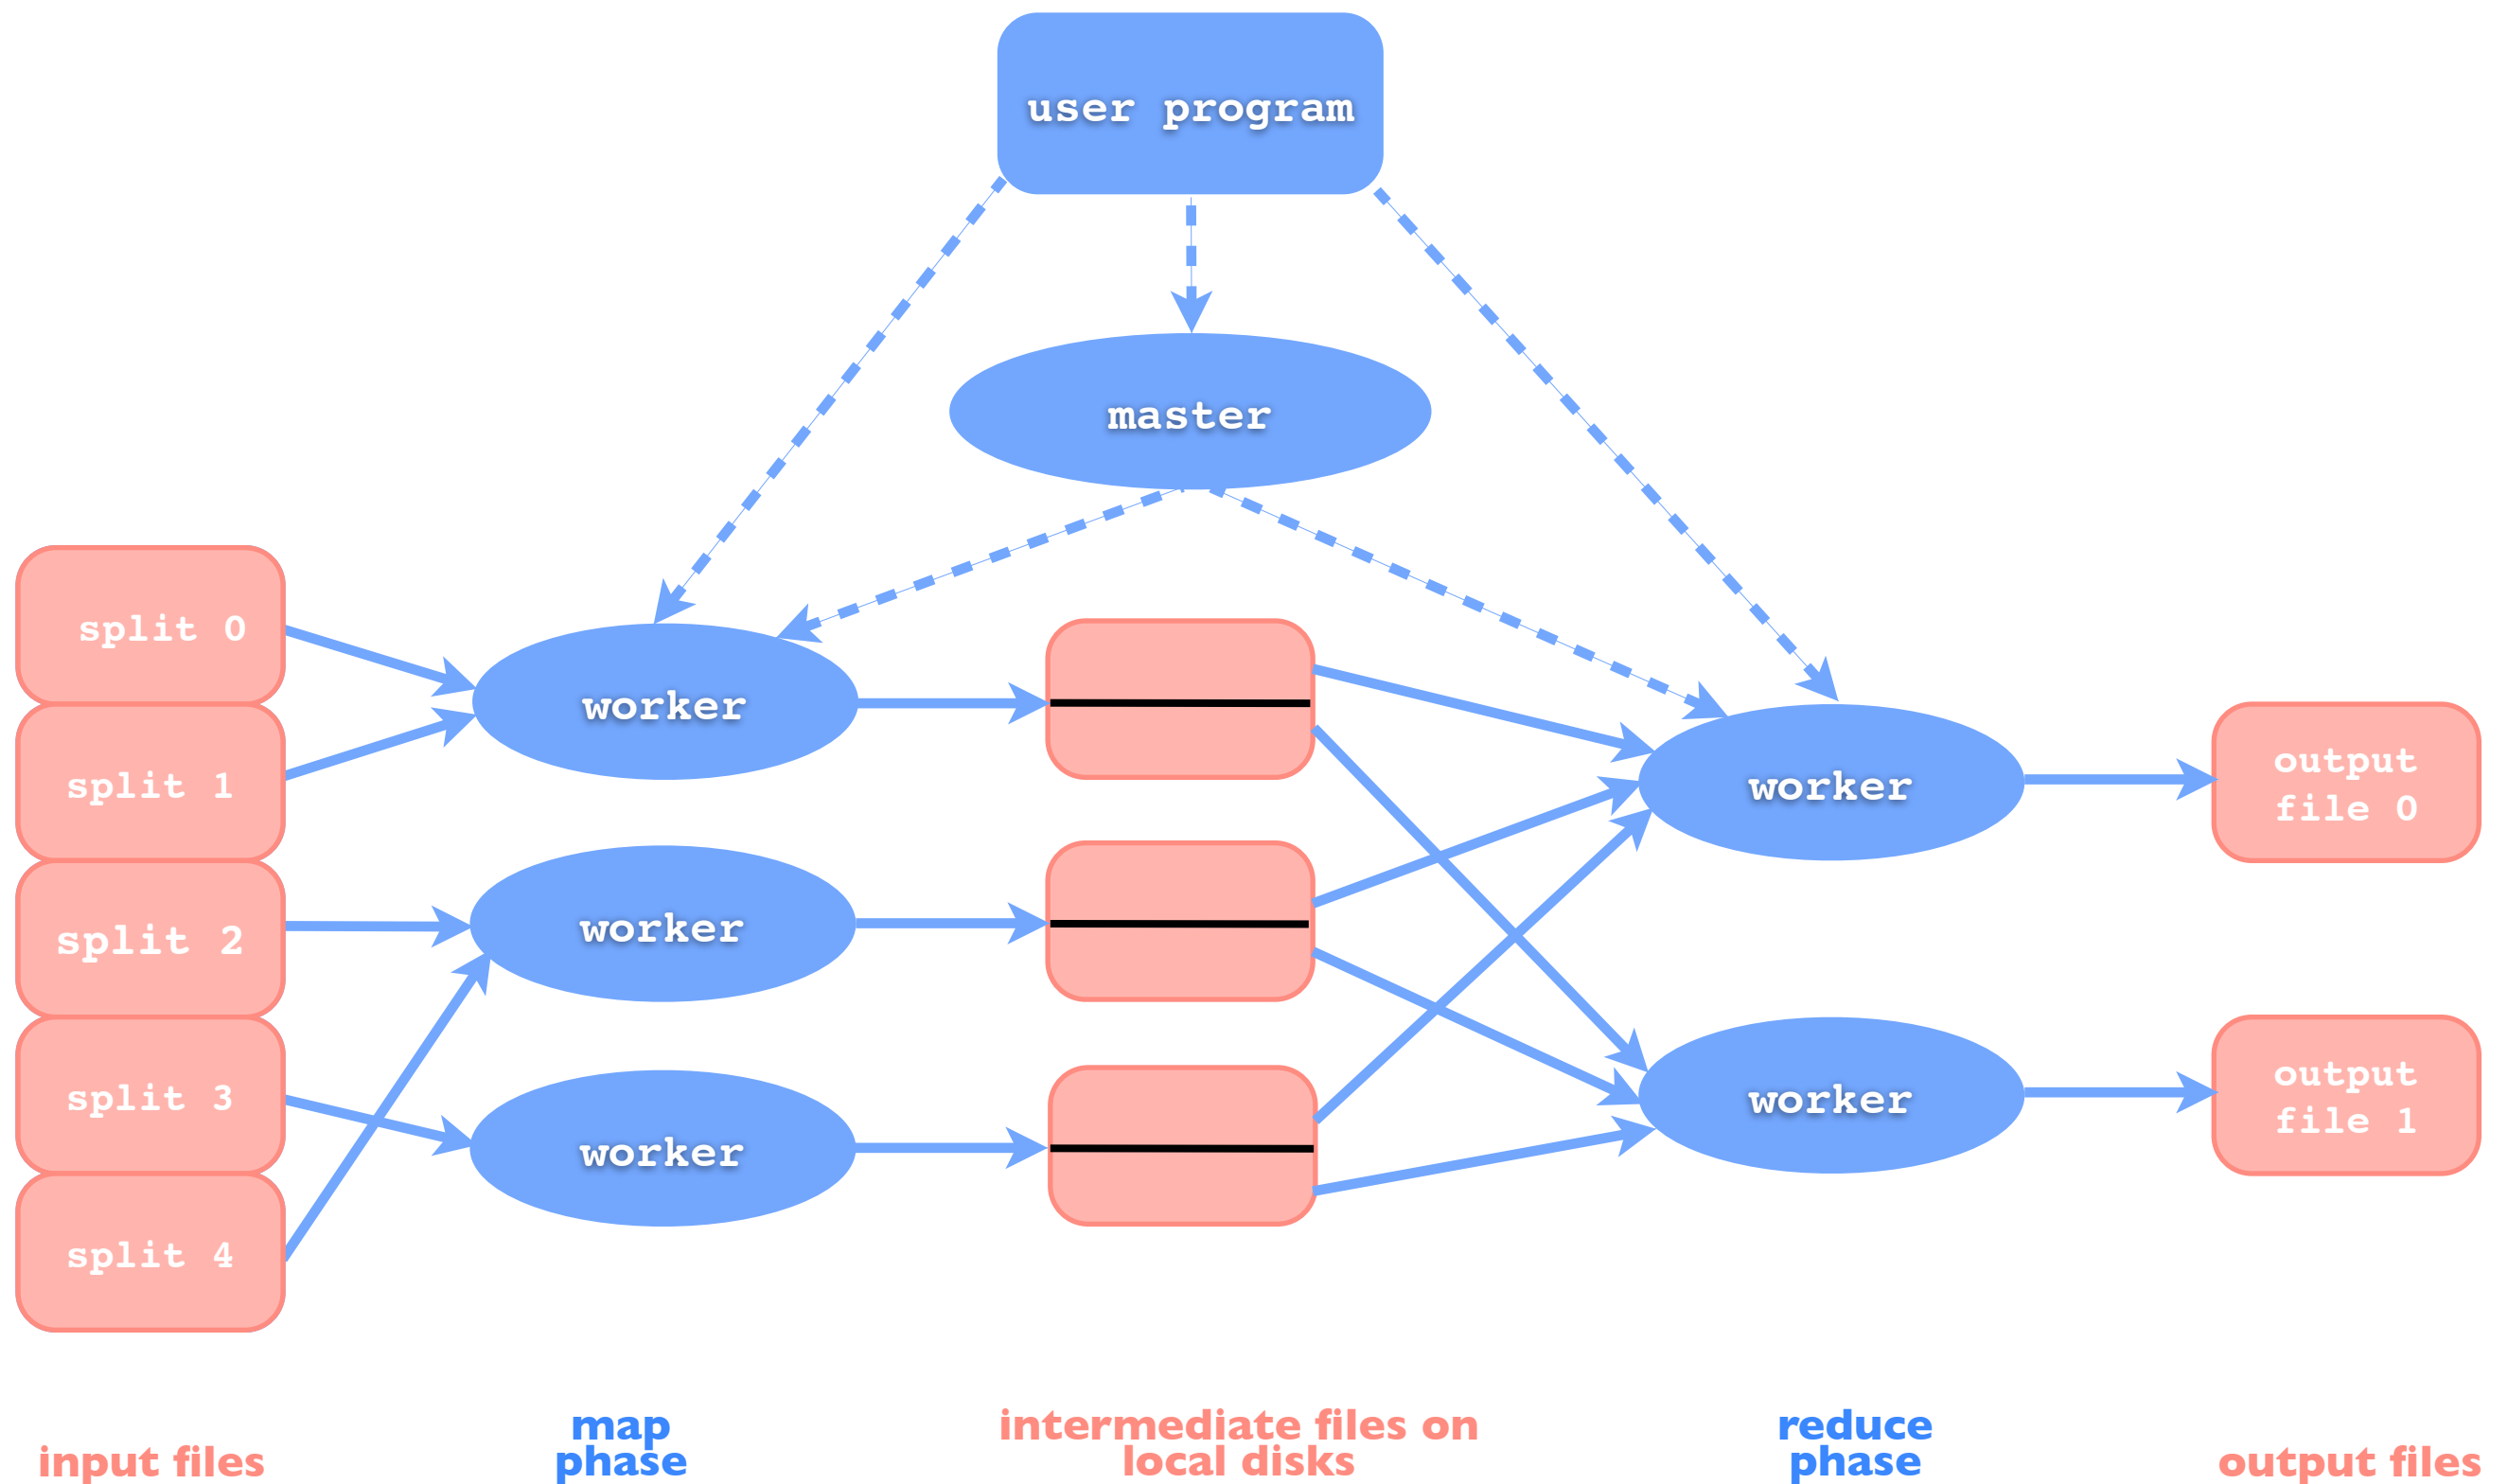 user program
master
split 0
split 1
split 2
split 3
split 4
worker
worker
worker
worker
worker
output
file 0
output
file 1
input files
map
phase
intermediate files on
local disks
reduce
phase
output files